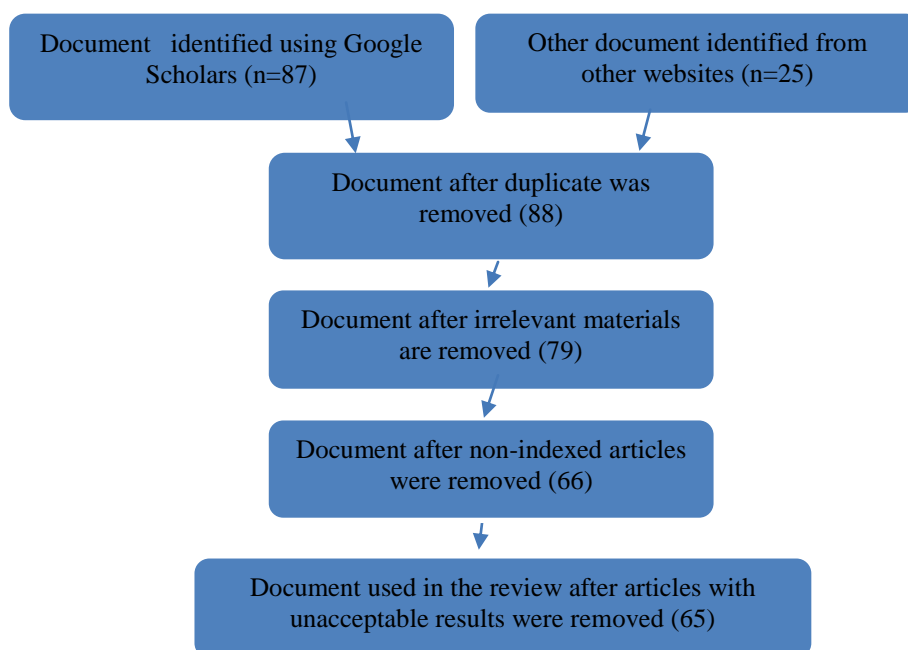 Document identified using Google
Scholars (n=87)
Other document identified from
other websites (n=25)
Document after duplicate was
removed (88)
Document after irrelevant materials
are removed (79)
Document after non-indexed articles
were removed (66)
Document used in the review after articles with
unacceptable results were removed (65)